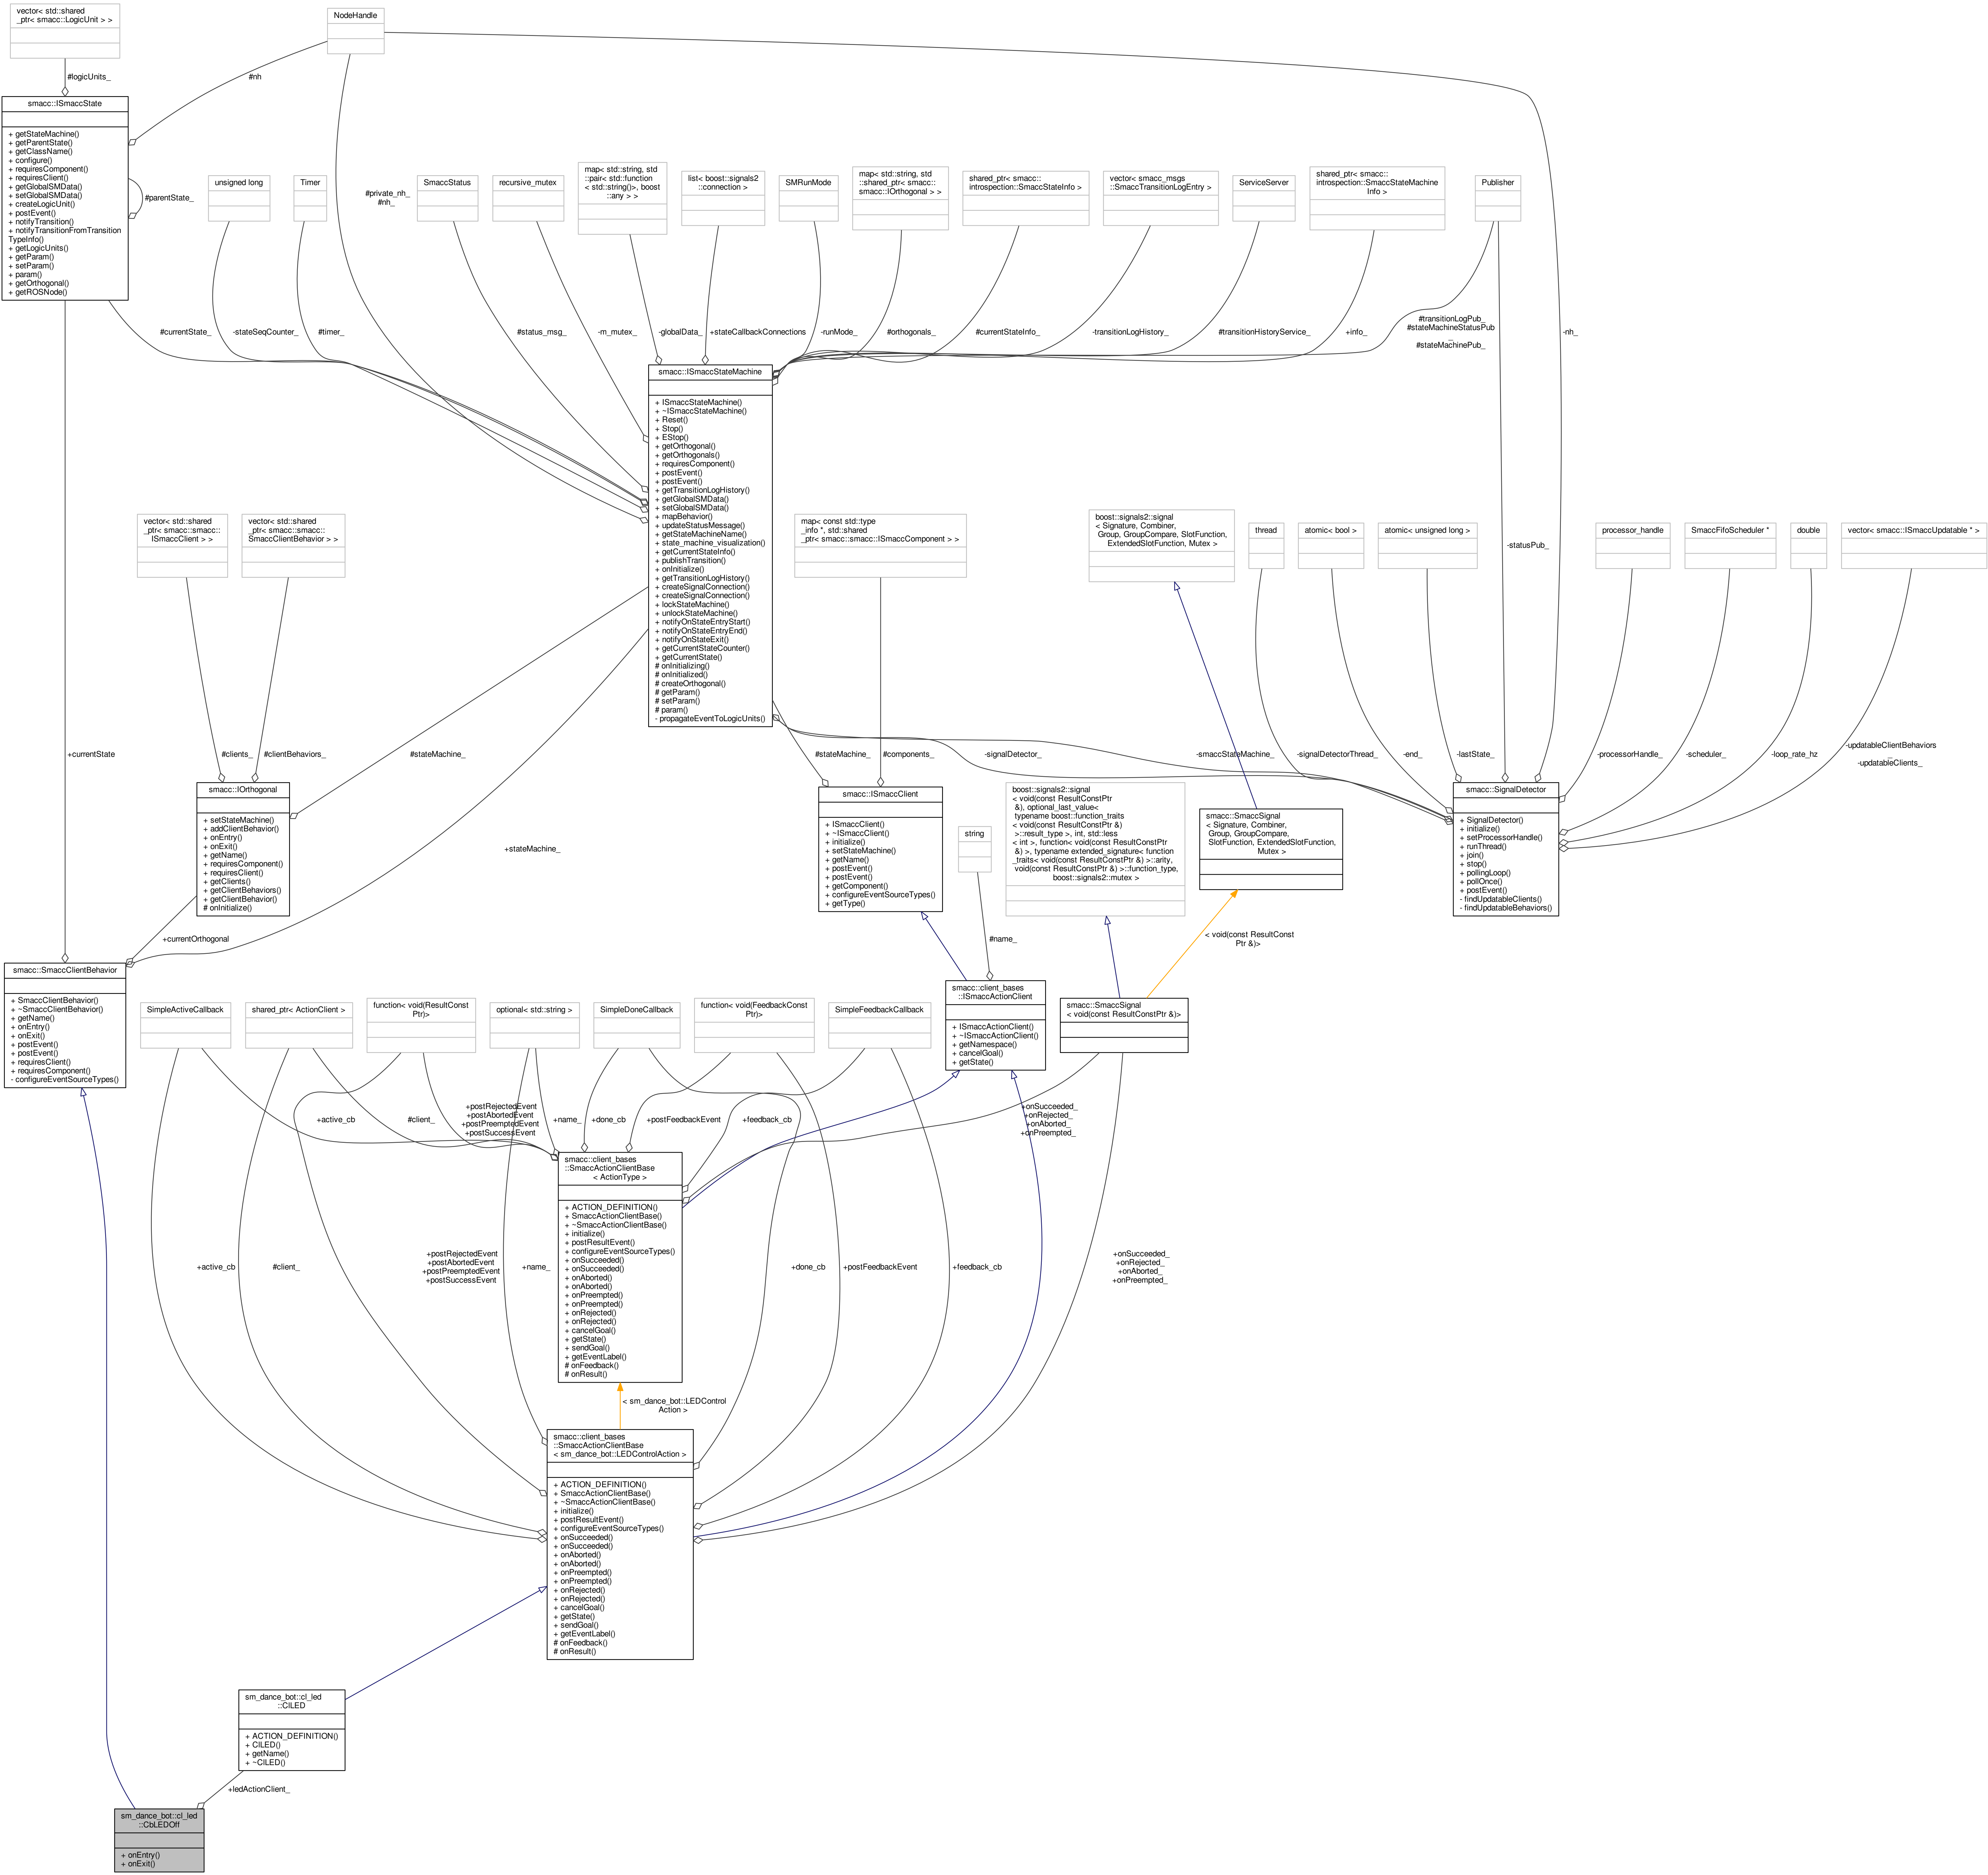 vector< std::shared
_ptr< smacc::LogicUnit > >
NodeHandle
#logicUnits_
#nh
smacc::ISmaccState
+ getStateMachine()
+ getParentState()
+ getClassName()
+ configure()
+ requiresComponent()
+ requiresClient()
+ getGlobalSMData()
+ setGlobalSMData()
+ createLogicUnit()
+ postEvent()
+ notifyTransition()
+ notifyTransitionFromTransition
TypeInfo()
+ getLogicUnits()
+ getParam()
+ setParam()
+ param()
+ getOrthogonal()
+ getROSNode()
#parentState_
unsigned long
Timer
#private_nh_
#nh_
SmaccStatus
recursive_mutex
map< std::string, std
::pair< std::function
< std::string()>, boost
::any > >
list< boost::signals2
::connection >
SMRunMode
map< std::string, std
::shared_ptr< smacc::
smacc::IOrthogonal > >
shared_ptr< smacc::
introspection::SmaccStateInfo >
vector< smacc_msgs
::SmaccTransitionLogEntry >
ServiceServer
shared_ptr< smacc::
introspection::SmaccStateMachine
Info >
Publisher
#currentState_
-stateSeqCounter_
#timer_
#status_msg_
-m_mutex_
-globalData_
+stateCallbackConnections
-runMode_
#orthogonals_
#currentStateInfo_
-transitionLogHistory_
#transitionHistoryService_
+info_
#transitionLogPub_
#stateMachineStatusPub
_
#stateMachinePub_
-nh_
smacc::ISmaccStateMachine
+ ISmaccStateMachine()
+ ~ISmaccStateMachine()
+ Reset()
+ Stop()
+ EStop()
+ getOrthogonal()
+ getOrthogonals()
+ requiresComponent()
+ postEvent()
+ postEvent()
+ getTransitionLogHistory()
+ getGlobalSMData()
+ setGlobalSMData()
+ mapBehavior()
+ updateStatusMessage()
+ getStateMachineName()
+ state_machine_visualization()
+ getCurrentStateInfo()
+ publishTransition()
+ onInitialize()
+ getTransitionLogHistory()
+ createSignalConnection()
+ createSignalConnection()
+ lockStateMachine()
+ unlockStateMachine()
+ notifyOnStateEntryStart()
+ notifyOnStateEntryEnd()
+ notifyOnStateExit()
+ getCurrentStateCounter()
+ getCurrentState()
# onInitializing()
# onInitialized()
# createOrthogonal()
# getParam()
# setParam()
# param()
- propagateEventToLogicUnits()
vector< std::shared
_ptr< smacc::smacc::
ISmaccClient > >
vector< std::shared
_ptr< smacc::smacc::
SmaccClientBehavior > >
map< const std::type
_info *, std::shared
_ptr< smacc::smacc::ISmaccComponent > >
boost::signals2::signal
< Signature, Combiner,
Group, GroupCompare, SlotFunction,
ExtendedSlotFunction, Mutex >
thread
atomic< bool >
atomic< unsigned long >
-statusPub_
processor_handle
SmaccFifoScheduler *
double
vector< smacc::ISmaccUpdatable * >
+currentState
#clients_
#clientBehaviors_
#stateMachine_
#stateMachine_
#components_
-signalDetector_
-smaccStateMachine_
-signalDetectorThread_
-end_
-lastState_
-processorHandle_
-scheduler_
-loop_rate_hz
-updatableClientBehaviors
_
-updatableClients_
smacc::IOrthogonal
+ setStateMachine()
+ addClientBehavior()
+ onEntry()
+ onExit()
+ getName()
+ requiresComponent()
+ requiresClient()
+ getClients()
+ getClientBehaviors()
+ getClientBehavior()
# onInitialize()
+stateMachine_
smacc::ISmaccClient
+ ISmaccClient()
+ ~ISmaccClient()
+ initialize()
+ setStateMachine()
+ getName()
+ postEvent()
+ postEvent()
+ getComponent()
+ configureEventSourceTypes()
+ getType()
string
boost::signals2::signal
< void(const ResultConstPtr
&), optional_last_value<
typename boost::function_traits
< void(const ResultConstPtr &)
>::result_type >, int, std::less
< int >, function< void(const ResultConstPtr
&) >, typename extended_signature< function
_traits< void(const ResultConstPtr &) >::arity,
void(const ResultConstPtr &) >::function_type,
boost::signals2::mutex >
smacc::SmaccSignal
< Signature, Combiner,
Group, GroupCompare,
SlotFunction, ExtendedSlotFunction,
Mutex >
smacc::SignalDetector
+ SignalDetector()
+ initialize()
+ setProcessorHandle()
+ runThread()
+ join()
+ stop()
+ pollingLoop()
+ pollOnce()
+ postEvent()
- findUpdatableClients()
- findUpdatableBehaviors()
+currentOrthogonal
#name_
< void(const ResultConst
Ptr &)>
smacc::SmaccClientBehavior
+ SmaccClientBehavior()
+ ~SmaccClientBehavior()
+ getName()
+ onEntry()
+ onExit()
+ postEvent()
+ postEvent()
+ requiresClient()
+ requiresComponent()
- configureEventSourceTypes()
SimpleActiveCallback
shared_ptr< ActionClient >
function< void(ResultConst
Ptr)>
optional< std::string >
SimpleDoneCallback
function< void(FeedbackConst
Ptr)>
SimpleFeedbackCallback
smacc::client_bases
::ISmaccActionClient
+ ISmaccActionClient()
+ ~ISmaccActionClient()
+ getNamespace()
+ cancelGoal()
+ getState()
smacc::SmaccSignal
< void(const ResultConstPtr &)>
+active_cb
#client_
+postRejectedEvent
+postAbortedEvent
+postPreemptedEvent
+postSuccessEvent
+name_
+done_cb
+postFeedbackEvent
+feedback_cb
+onSucceeded_
+onRejected_
+onAborted_
+onPreempted_
smacc::client_bases
::SmaccActionClientBase
< ActionType >
+ ACTION_DEFINITION()
+ SmaccActionClientBase()
+ ~SmaccActionClientBase()
+ initialize()
+ postResultEvent()
+ configureEventSourceTypes()
+ onSucceeded()
+ onSucceeded()
+ onAborted()
+ onAborted()
+ onPreempted()
+ onPreempted()
+ onRejected()
+ onRejected()
+ cancelGoal()
+ getState()
+ sendGoal()
+ getEventLabel()
# onFeedback()
# onResult()
+active_cb
#client_
+postRejectedEvent
+postAbortedEvent
+postPreemptedEvent
+postSuccessEvent
+name_
+done_cb
+postFeedbackEvent
+feedback_cb
+onSucceeded_
+onRejected_
+onAborted_
+onPreempted_
< sm_dance_bot::LEDControl
Action >
smacc::client_bases
::SmaccActionClientBase
< sm_dance_bot::LEDControlAction >
+ ACTION_DEFINITION()
+ SmaccActionClientBase()
+ ~SmaccActionClientBase()
+ initialize()
+ postResultEvent()
+ configureEventSourceTypes()
+ onSucceeded()
+ onSucceeded()
+ onAborted()
+ onAborted()
+ onPreempted()
+ onPreempted()
+ onRejected()
+ onRejected()
+ cancelGoal()
+ getState()
+ sendGoal()
+ getEventLabel()
# onFeedback()
# onResult()
sm_dance_bot::cl_led
::ClLED
+ ACTION_DEFINITION()
+ ClLED()
+ getName()
+ ~ClLED()
+ledActionClient_
sm_dance_bot::cl_led
::CbLEDOff
+ onEntry()
+ onExit()